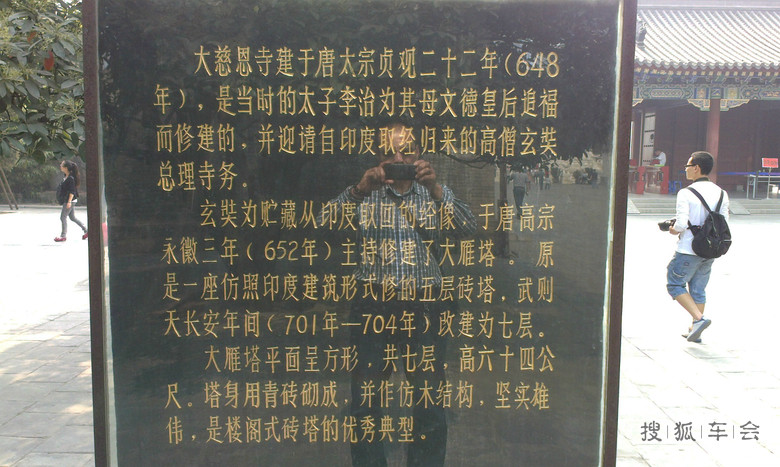 大慈恩寺建于唐太宗贞观二十二年(648
年)，是当时的太子李治为其母文德皇后追福
而修建的，并迎请自印度取经归来的高僧玄奘
总理寺务。
玄奘为贮藏从印度取回的经像，于唐高宗
永徽三年(652年)主持修建了大雁塔。原
是一座仿照印度建筑形式修的五层砖塔，武则
天长安年间(701年—704年)改建为七层。
大雁塔平面呈方形，共七层，高六十四公
尺。塔身用青砖砌成，并作仿木结构，坚实雄
伟，是楼阁式砖塔的优秀典型。
搜狐车会